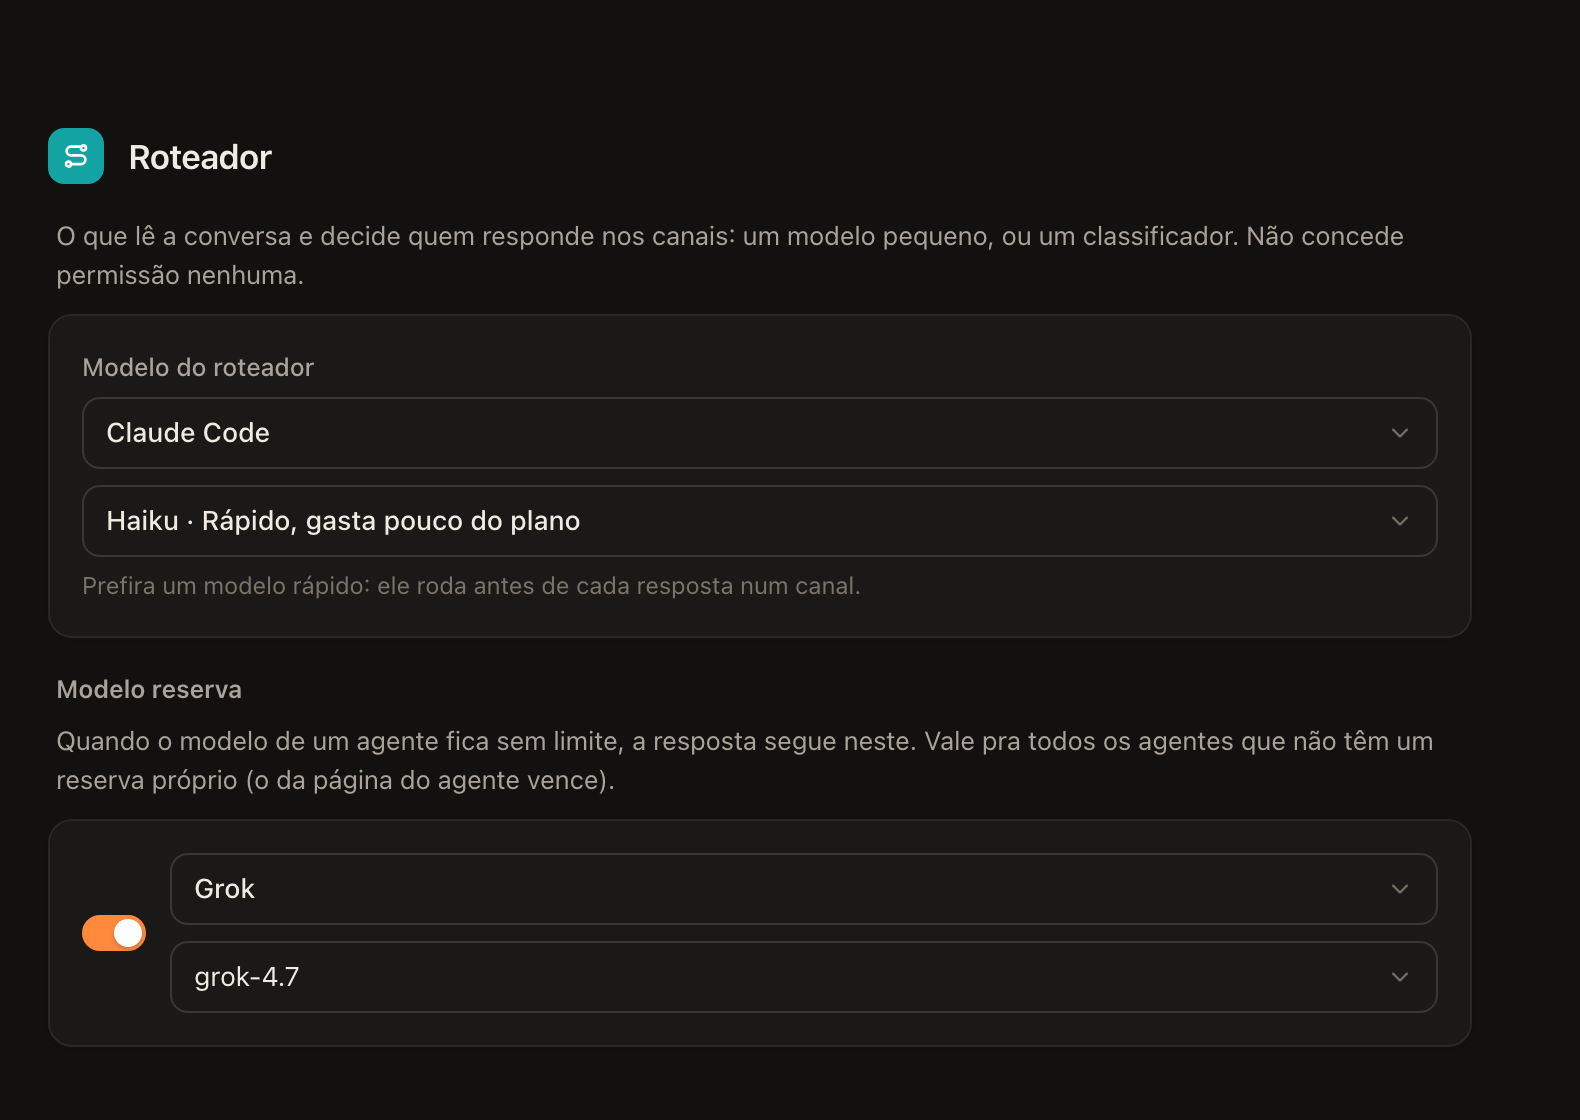 Roteador
O que lê a conversa e decide quem responde nos canais: um modelo pequeno, ou um classificador. Não concede
permissão nenhuma.
Modelo do roteador
Claude Code
Haiku · Rápido, gasta pouco do plano
Prefira um modelo rápido: ele roda antes de cada resposta num canal.
Modelo reserva
Quando o modelo de um agente fica sem limite, a resposta segue neste. Vale pra todos os agentes que não têm um
reserva próprio (o da página do agente vence).
Grok
grok-4.7